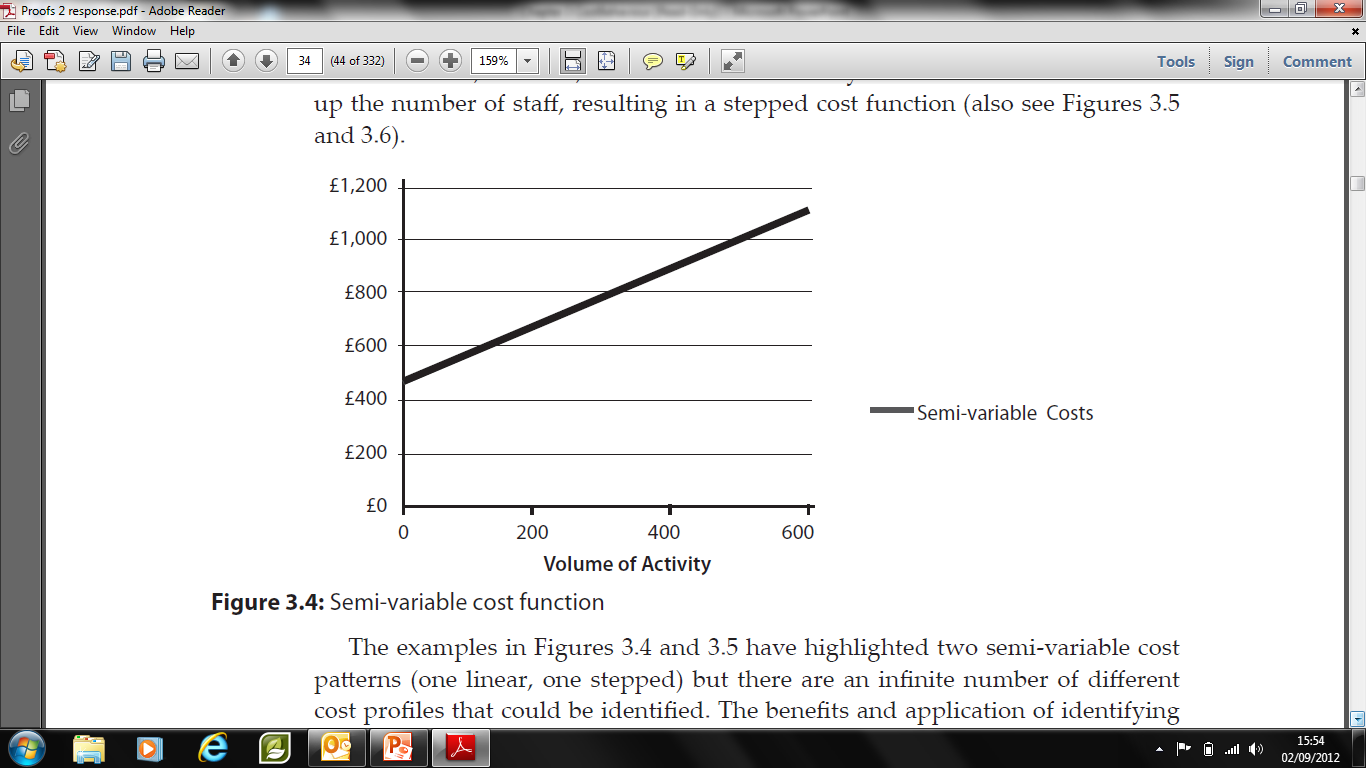 Proofs 2 response.pdf - Adobe Reader
File Edit View Window Help
34 (44 of 332) 159% Tools Sign Comment
up the number of staff, resulting in a stepped cost function (also see Figures 3.5
and 3.6).
£1,200
£1,000
£800
£600
£400
£200
£0
Semi-variable Costs
0 200 400 600
Volume of Activity
Figure 3.4: Semi-variable cost function
The examples in Figures 3.4 and 3.5 have highlighted two semi-variable cost
patterns (one linear, one stepped) but there are an infinite number of different
cost profiles that could be identified. The benefits and application of identifying
15:54
02/09/2012